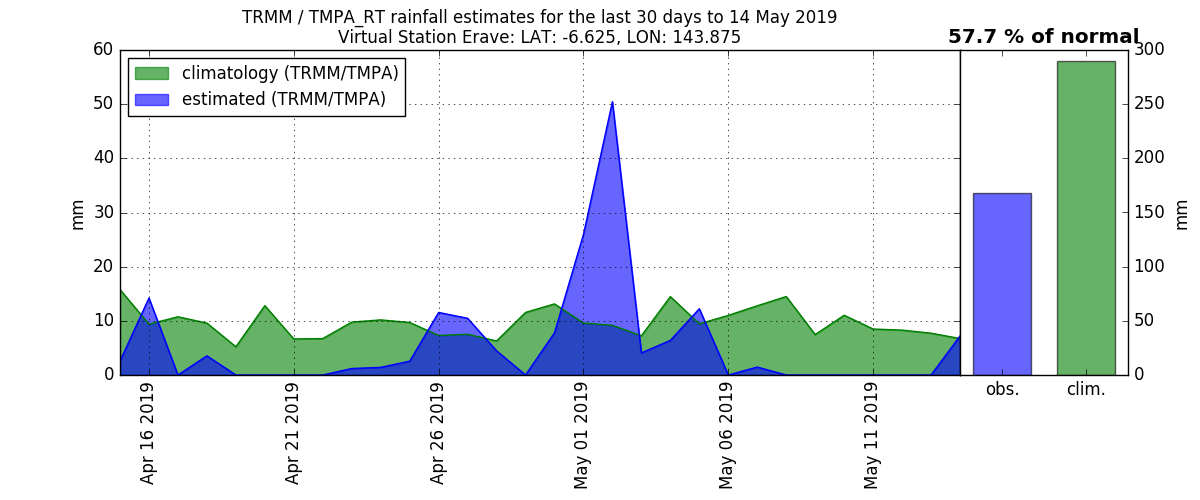 TRMM / TMPA_RT rainfall estimates for the last 30 days to 14 May 2019
Virtual Station Erave: LAT: -6.625, LON: 143.875
57.7 % of normal
climatology (TRMM/TMPA)
estimated (TRMM/TMPA)
60
50
40
30
20
10
0
mm
300
250
200
150
100
50
0
mm
Apr 16 2019
Apr 21 2019
Apr 26 2019
May 01 2019
May 06 2019
May 11 2019
obs.
clim.